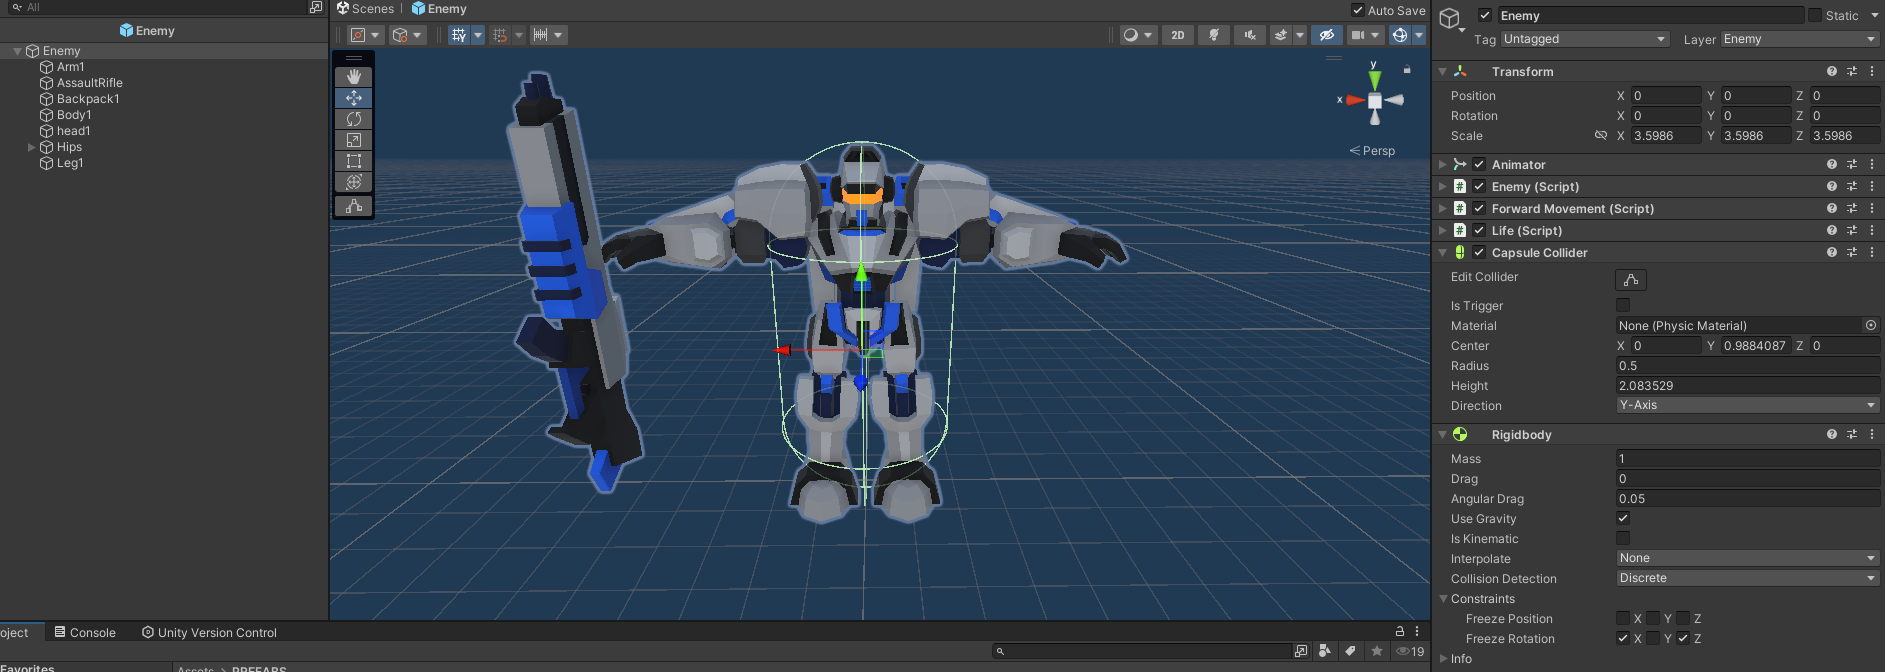 All
Enemy
Enemy
Arm1
AssaultRifle
Backpack1
Body1
head1
Hips
Leg1
Scenes | Enemy
Auto Save
2D
y
x
Persp
Enemy
Static
Tag Untagged Layer Enemy
Transform
Position X 0 Y 0 Z 0
Rotation X 0 Y 0 Z 0
Scale X 3.5986 Y 3.5986 Z 3.5986
Animator
Enemy (Script)
Forward Movement (Script)
Life (Script)
Capsule Collider
Edit Collider
Is Trigger
Material None (Physic Material)
Center X 0 Y 0.9884087 Z 0
Radius 0.5
Height 2.083529
Direction Y-Axis
Rigidbody
Mass 1
Drag 0
Angular Drag 0.05
Use Gravity
Is Kinematic
Interpolate None
Collision Detection Discrete
Constraints
Freeze Position X Y Z
Freeze Rotation X Y Z
Info
oject Console Unity Version Control
19
Favorites
Assets > PREFABS